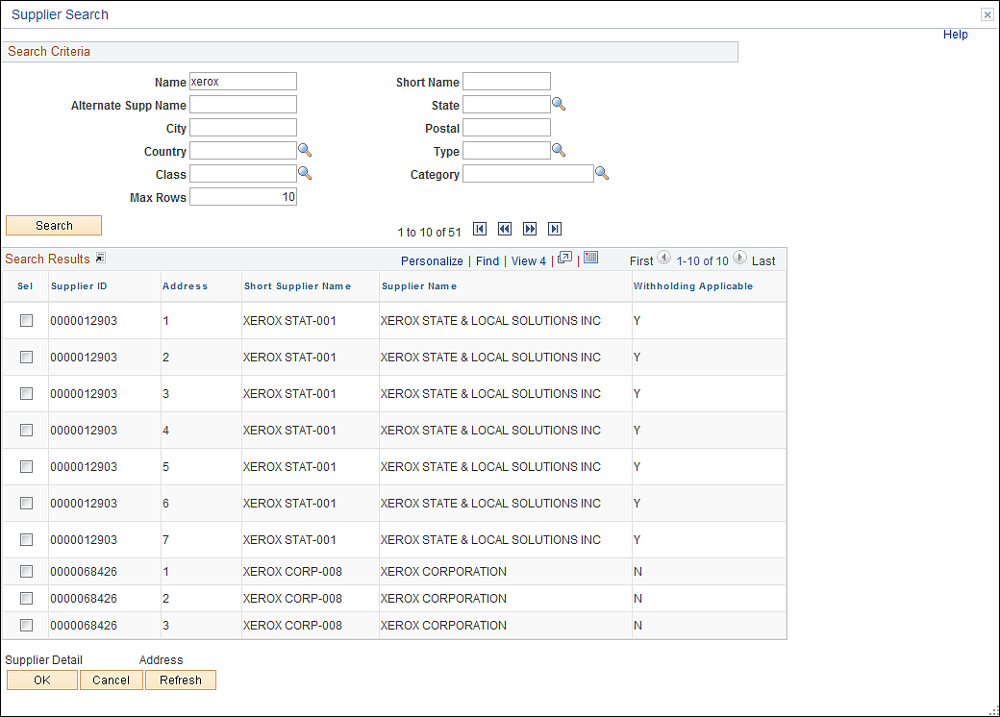 Supplier Search
Help
Search Criteria
Name xerox Short Name
Alternate Supp Name State
City Postal
Country Type
Class Category
Max Rows 10
Search 1 to 10 of 51
Search Results Personalize | Find | View 4 | | First 1-10 of 10 Last
Sel Supplier ID Address Short Supplier Name Supplier Name Withholding Applicable
0000012903 1 XEROX STAT-001 XEROX STATE & LOCAL SOLUTIONS INC Y
0000012903 2 XEROX STAT-001 XEROX STATE & LOCAL SOLUTIONS INC Y
0000012903 3 XEROX STAT-001 XEROX STATE & LOCAL SOLUTIONS INC Y
0000012903 4 XEROX STAT-001 XEROX STATE & LOCAL SOLUTIONS INC Y
0000012903 5 XEROX STAT-001 XEROX STATE & LOCAL SOLUTIONS INC Y
0000012903 6 XEROX STAT-001 XEROX STATE & LOCAL SOLUTIONS INC Y
0000012903 7 XEROX STAT-001 XEROX STATE & LOCAL SOLUTIONS INC Y
0000068426 1 XEROX CORP-008 XEROX CORPORATION N
0000068426 2 XEROX CORP-008 XEROX CORPORATION N
0000068426 3 XEROX CORP-008 XEROX CORPORATION N
Supplier Detail Address
OK Cancel Refresh